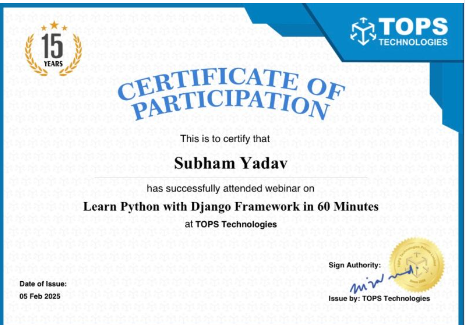 15
YEARS
TOPS
TECHNOLOGIES
CERTIFICATE OF
PARTICIPATION
This is to certify that
Subham Yadav
has successfully attended webinar on
Learn Python with Django Framework in 60 Minutes
at TOPS Technologies
Sign Authority:
Date of Issue:
05 Feb 2025
Issue by: TOPS Technologies